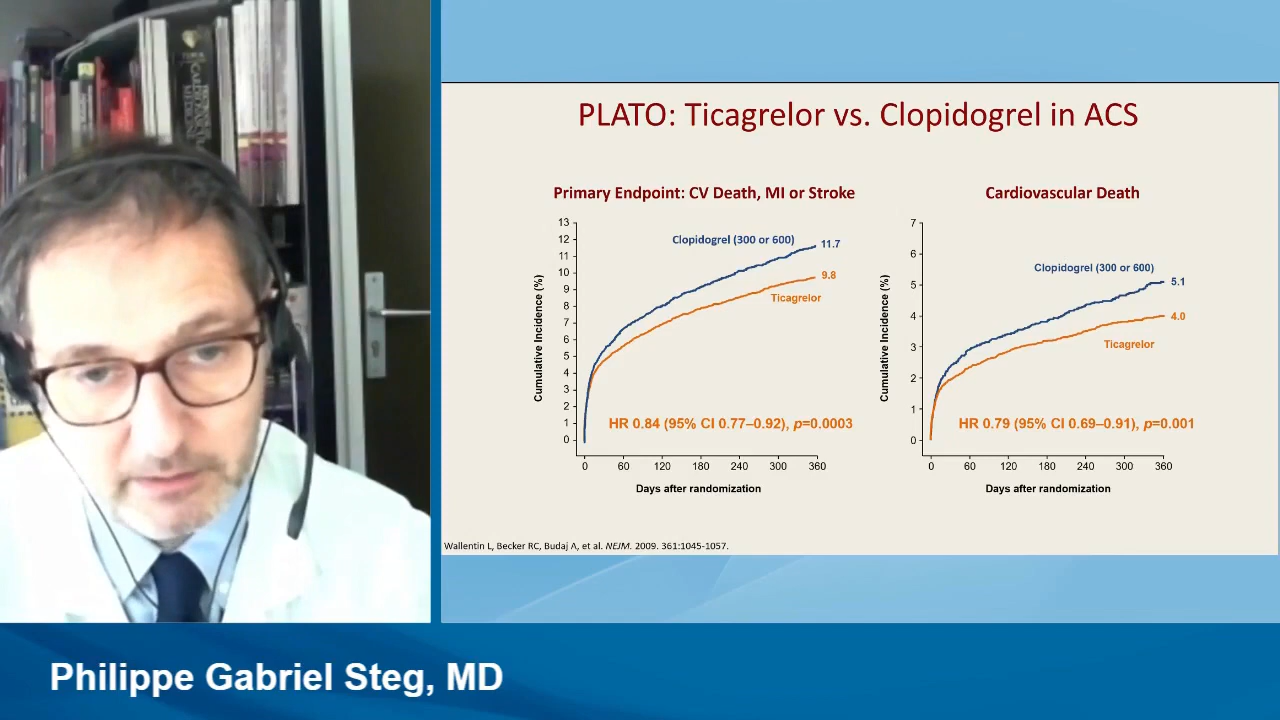 PLATO: Ticagrelor vs. Clopidogrel in ACS
Primary Endpoint: CV Death, MI or Stroke
13
12
11
10
9
8
7
6
5
4
3
2
1
0
Cumulative Incidence (%)
Clopidogrel (300 or 600)
11.7
9.8
Ticagrelor
HR 0.84 (95% CI 0.77–0.92), p=0.0003
0 60 120 180 240 300 360
Days after randomization
Cardiovascular Death
7
6
5
4
3
2
1
0
Cumulative Incidence (%)
Clopidogrel (300 or 600)
5.1
4.0
Ticagrelor
HR 0.79 (95% CI 0.69–0.91), p=0.001
0 60 120 180 240 300 360
Days after randomization
Wallentin L, Becker RC, Budaj A, et al. NEJM. 2009. 361:1045-1057.
Philippe Gabriel Steg, MD